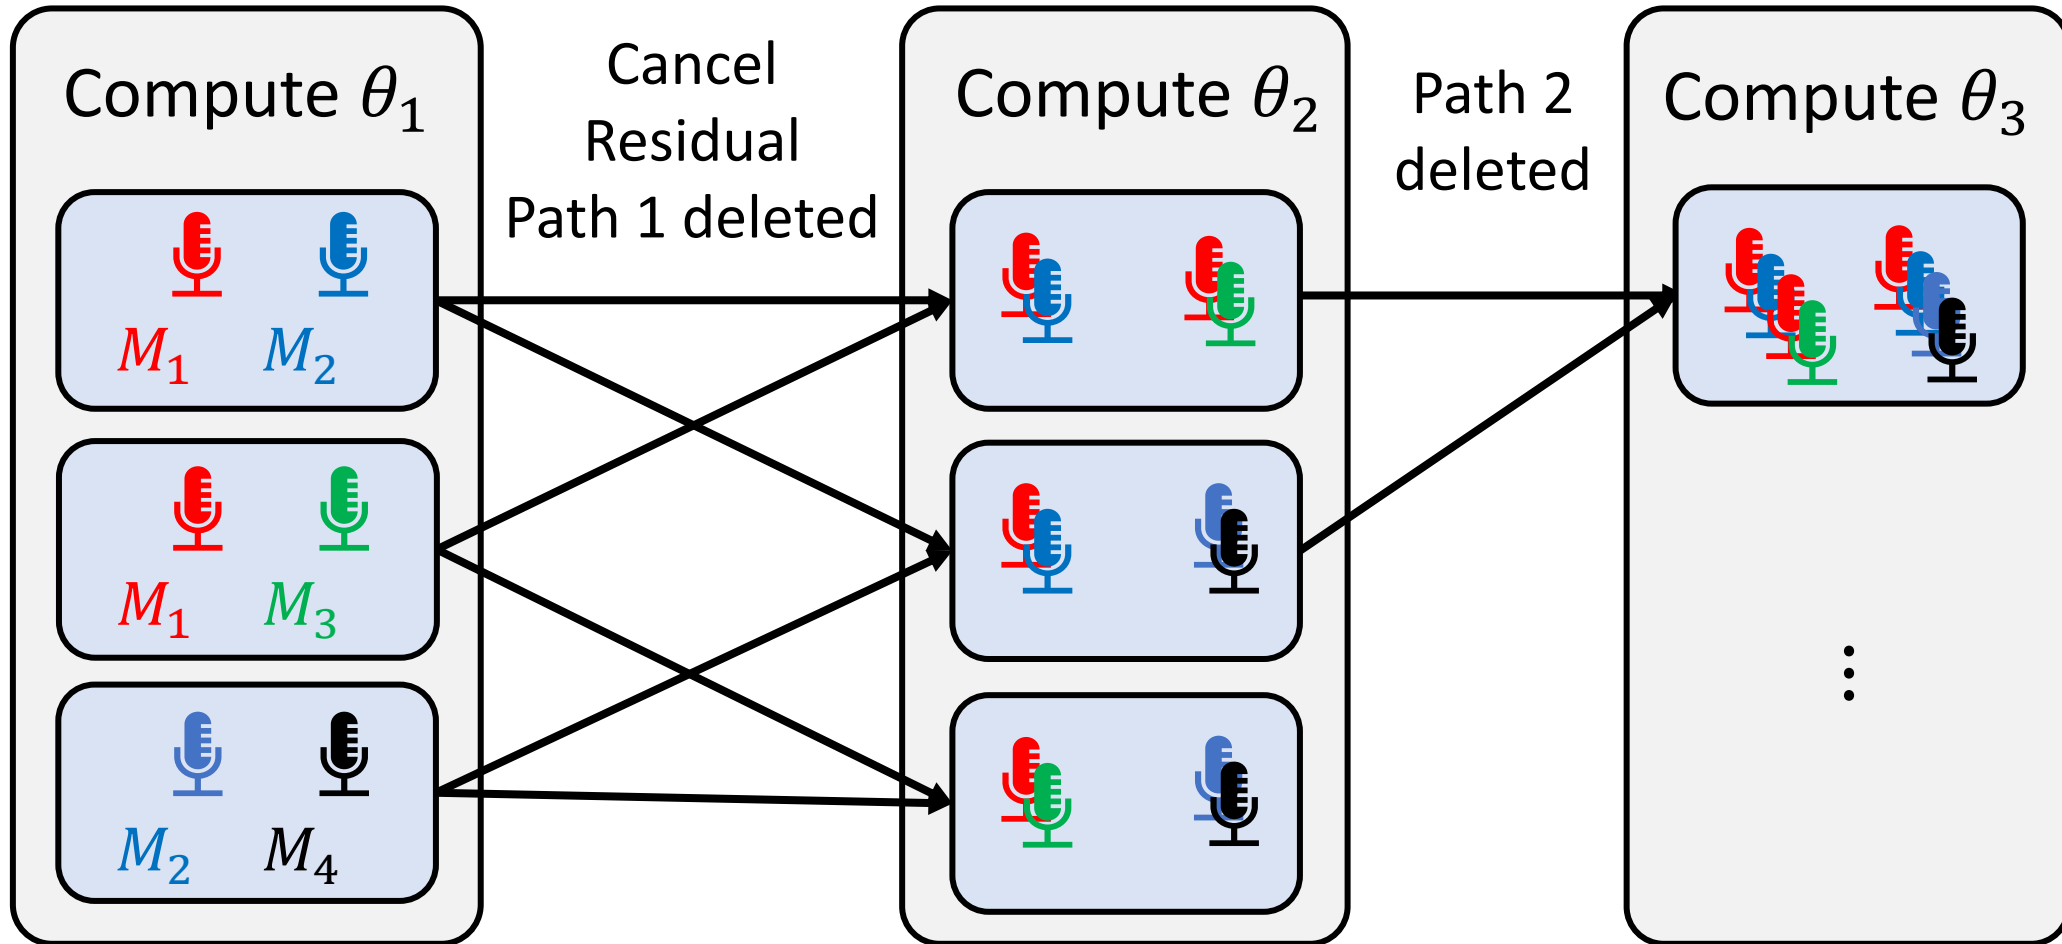 Compute θ₁
Cancel
Residual
Path 1 deleted
Compute θ₂
Path 2
deleted
Compute θ₃
M₁ M₂
M₁ M₃
M₂ M₄
⋮